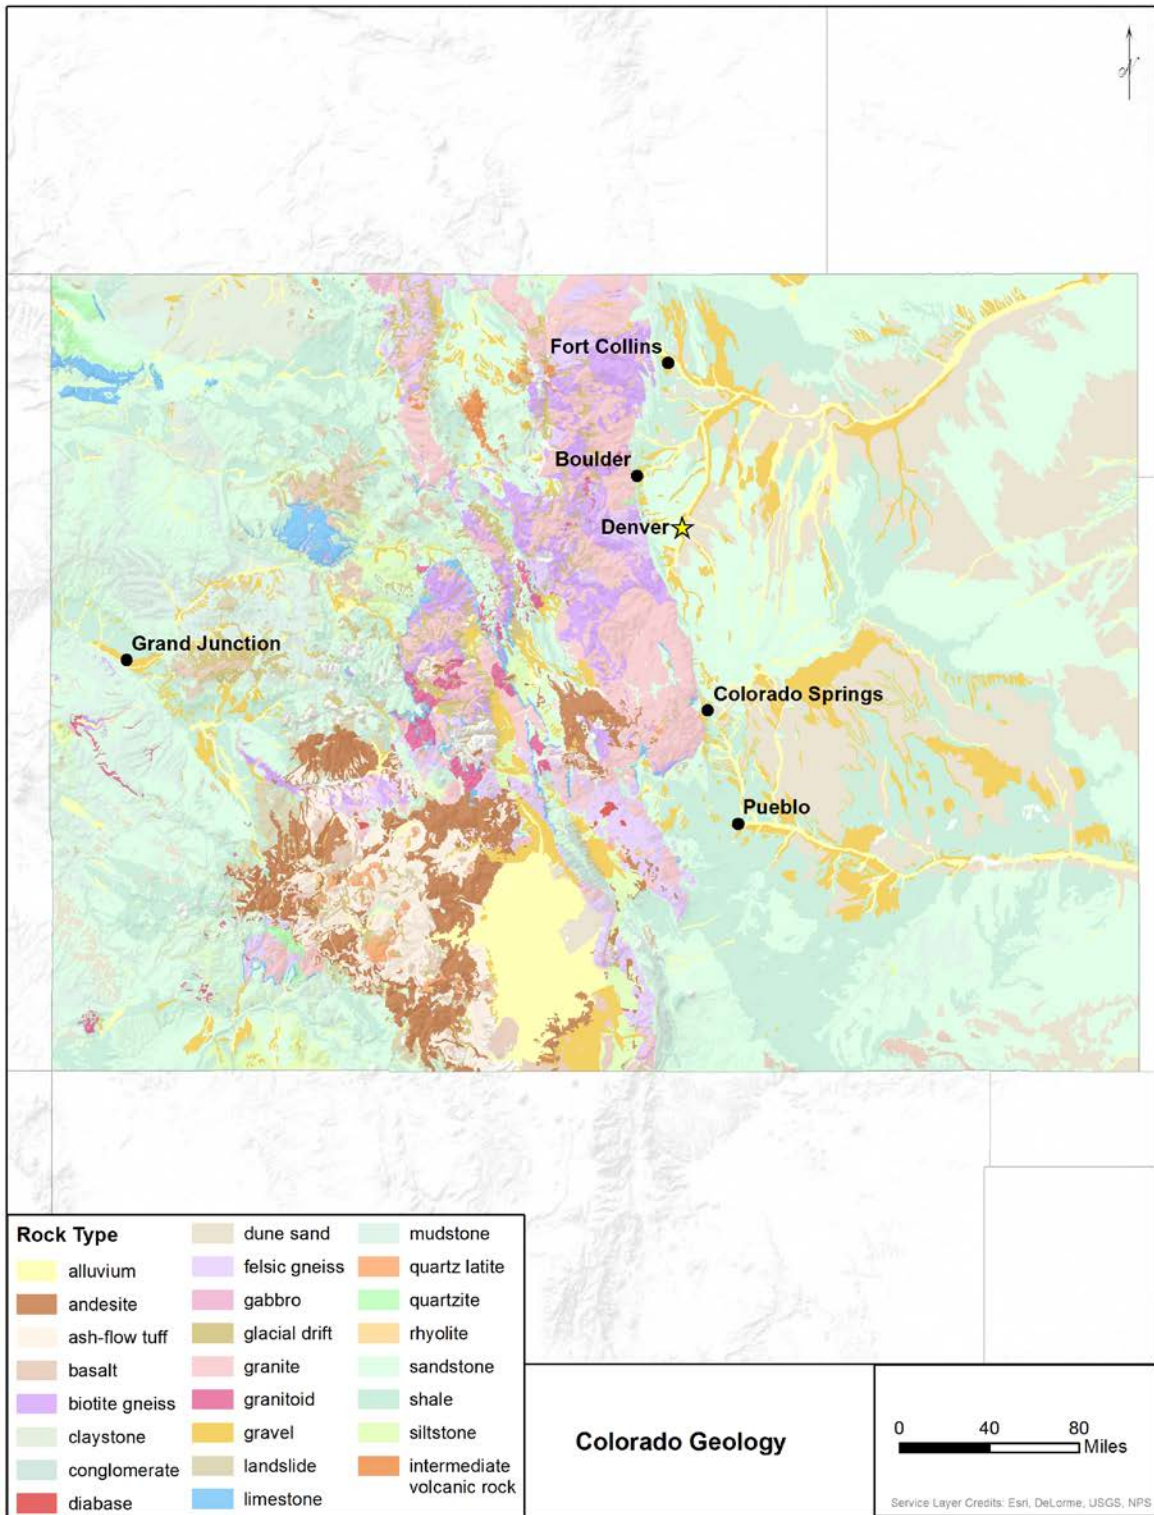 Fort Collins
Boulder
Denver
Grand Junction
Colorado Springs
Pueblo
Rock Type
alluvium
andesite
ash-flow tuff
basalt
biotite gneiss
claystone
conglomerate
diabase
dune sand
felsic gneiss
gabbro
glacial drift
granite
granitoid
gravel
landslide
limestone
mudstone
quartz latite
quartzite
rhyolite
sandstone
shale
siltstone
intermediate
volcanic rock
Colorado Geology
0 40 80
Miles
Service Layer Credits: Esri, DeLorme, USGS, NPS